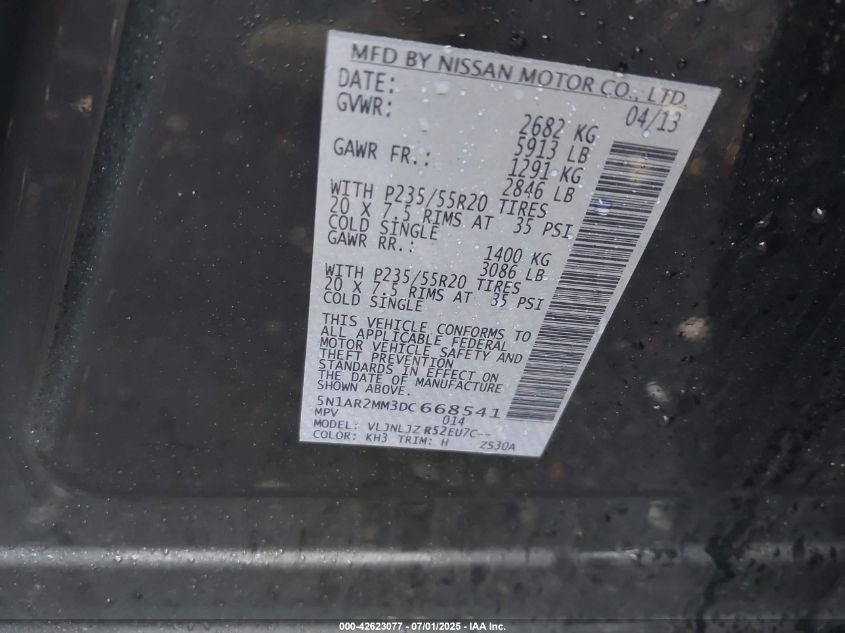 MFD BY NISSAN MOTOR CO., LTD.
DATE: 04/13
GVWR: 2682 KG
5913 LB
GAWR FR.: 1291 KG
2846 LB
WITH P235/55R20 TIRES
20 X 7.5 RIMS AT 35 PSI
COLD SINGLE
GAWR RR.: 1400 KG
3086 LB
WITH P235/55R20 TIRES
20 X 7.5 RIMS AT 35 PSI
COLD SINGLE
THIS VEHICLE CONFORMS TO
ALL APPLICABLE FEDERAL
MOTOR VEHICLE SAFETY AND
THEFT PREVENTION
STANDARDS IN EFFECT ON
THE DATE OF MANUFACTURE
SHOWN ABOVE.
5N1AR2MM3DC668541
MPV 014
MODEL: VLJNLJZ R52EU7C--
COLOR: KH3 TRIM: H ZS30A
000-42623077 - 07/01/2025 - IAA Inc.